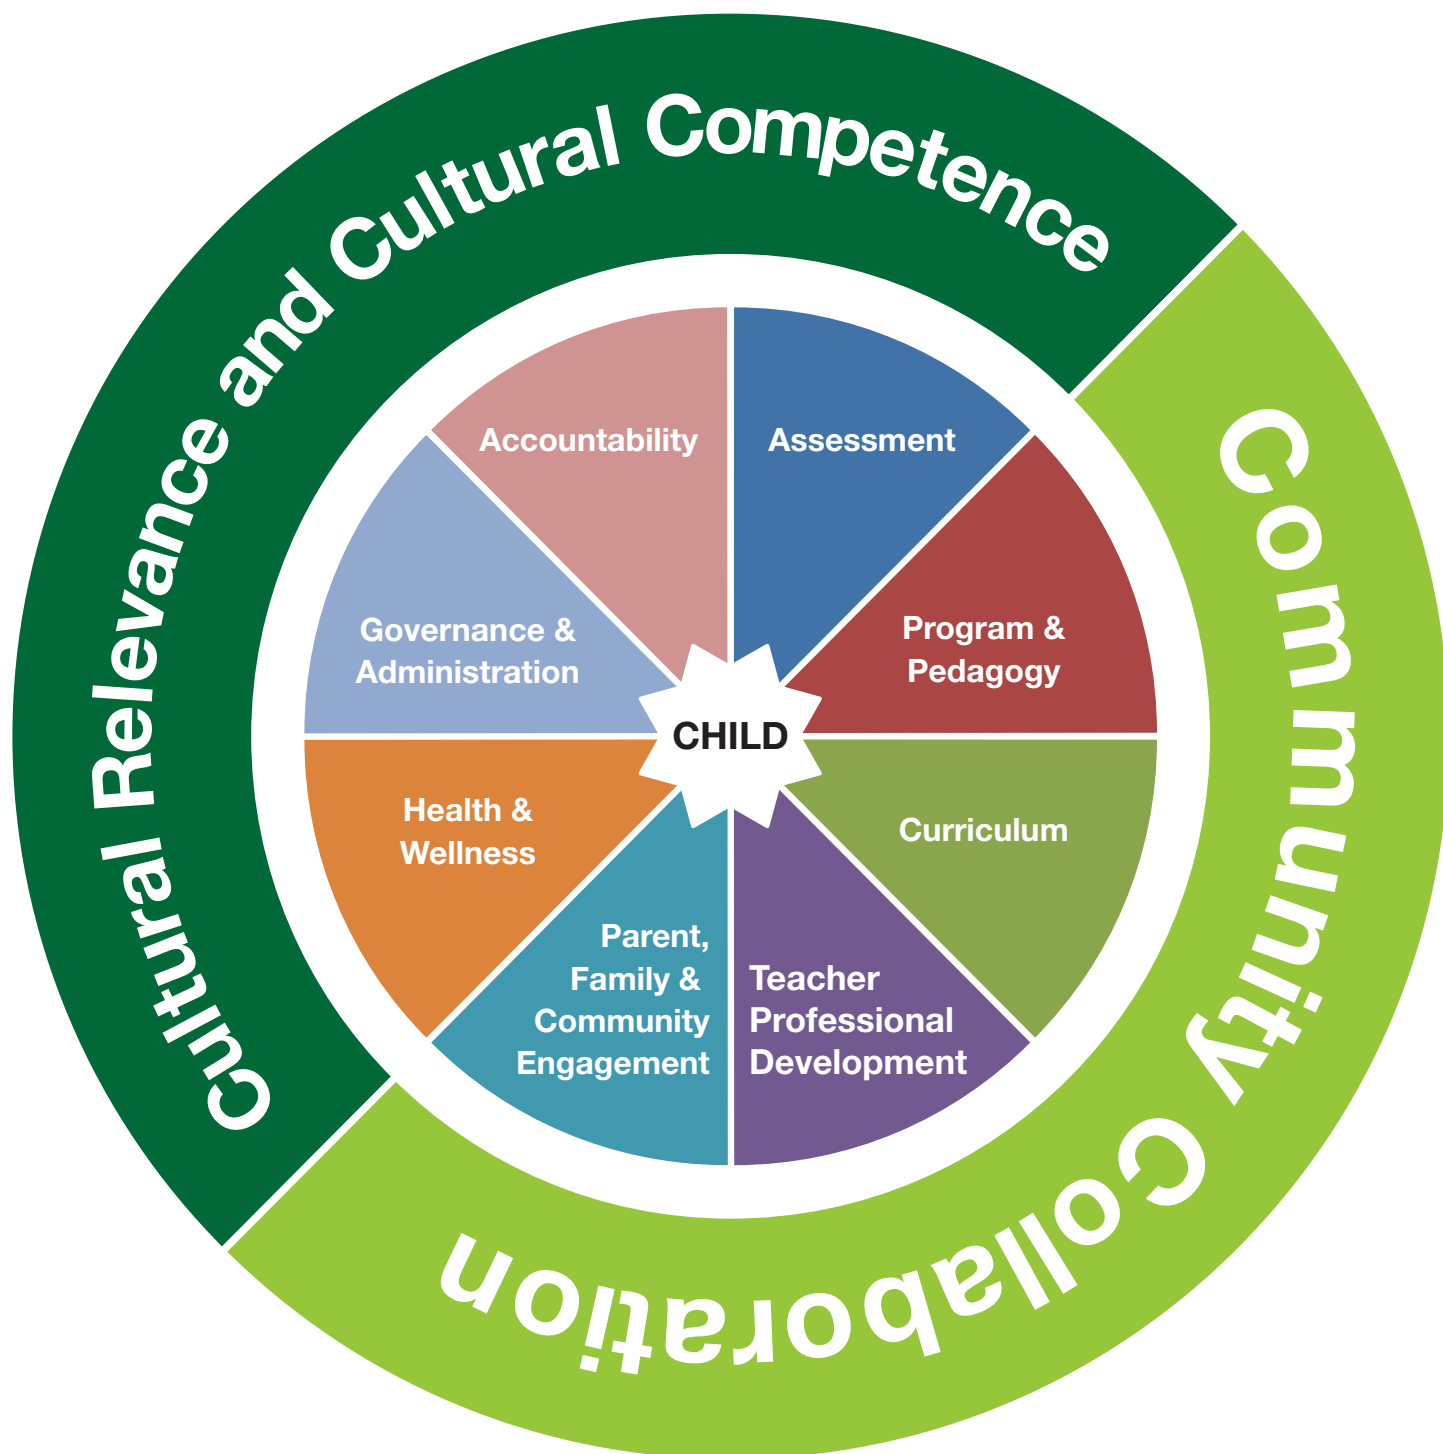 Cultural Relevance and Cultural Competence
Community Collaboration
Accountability
Assessment
Governance &
Administration
Program &
Pedagogy
CHILD
Health &
Wellness
Curriculum
Parent,
Family &
Community
Engagement
Teacher
Professional
Development